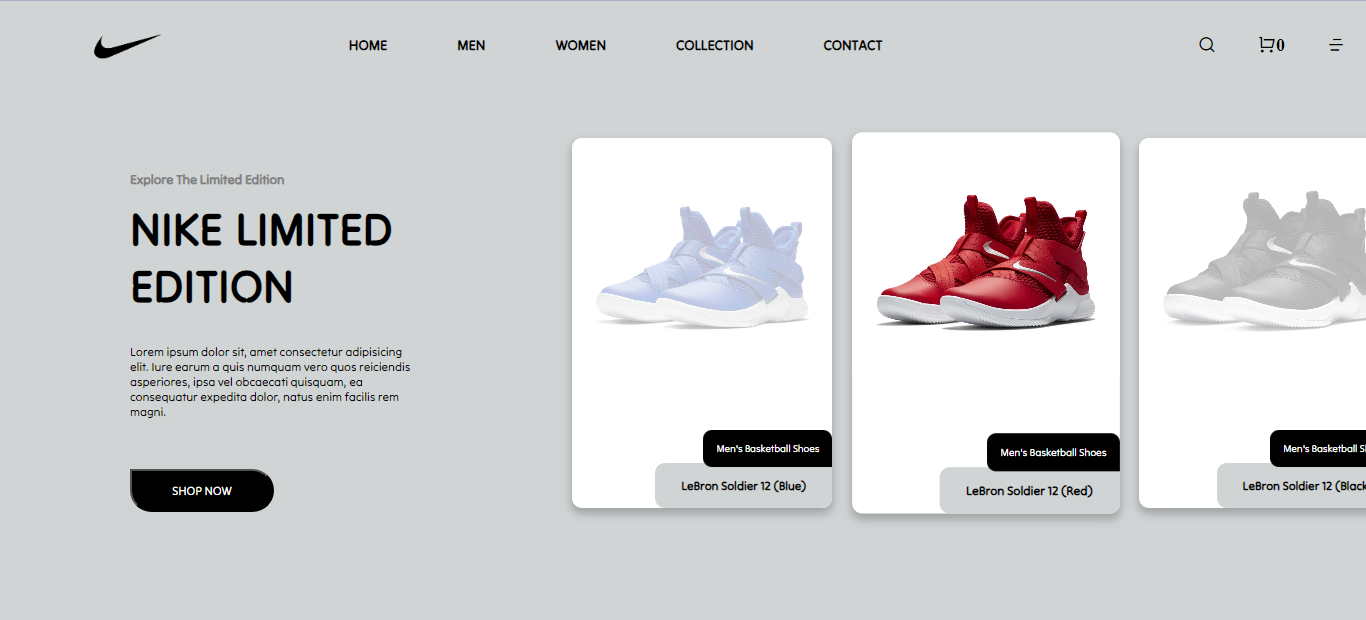 HOME MEN WOMEN COLLECTION CONTACT 0
Explore The Limited Edition
NIKE LIMITED
EDITION
Lorem ipsum dolor sit, amet consectetur adipisicing
elit. Iure earum a quis numquam vero quos reiciendis
asperiores, ipsa vel obcaecati quisquam, ea
consequatur expedita dolor, natus enim facilis rem
magni.
SHOP NOW
Men's Basketball Shoes
LeBron Soldier 12 (Blue)
Men's Basketball Shoes
LeBron Soldier 12 (Red)
Men's Basketball
LeBron Soldier 12 (Black